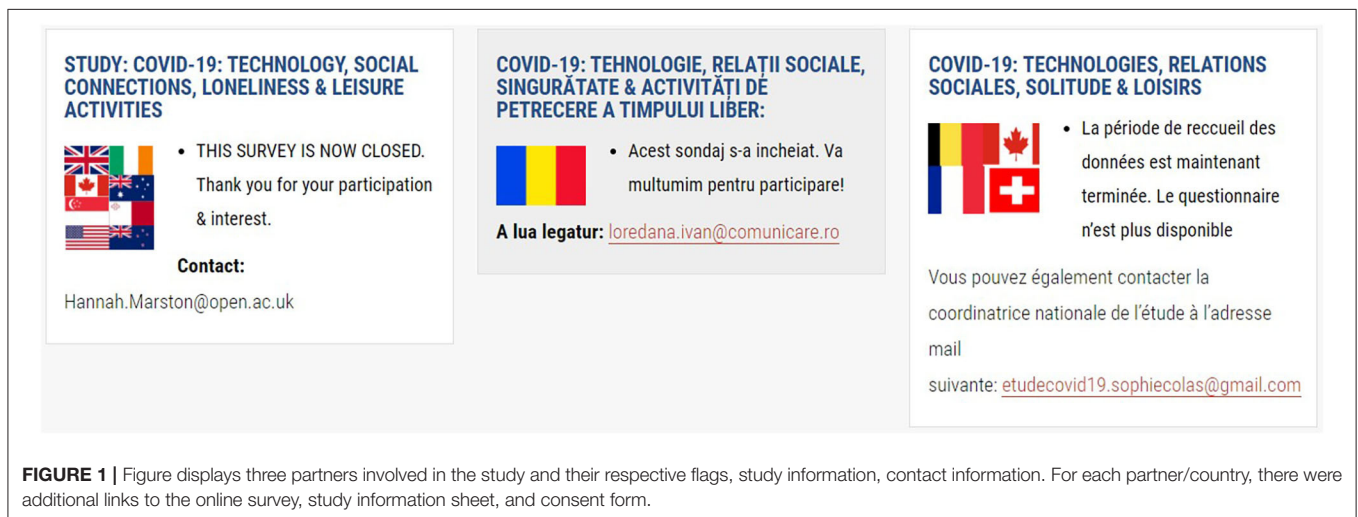 STUDY: COVID-19: TECHNOLOGY, SOCIAL
CONNECTIONS, LONELINESS & LEISURE
ACTIVITIES
• THIS SURVEY IS NOW CLOSED.
Thank you for your participation
& interest.
Contact:
Hannah.Marston@open.ac.uk
COVID-19: TEHNOLOGIE, RELAȚII SOCIALE,
SINGURĂTATE & ACTIVITĂȚI DE
PETRECERE A TIMPULUI LIBER:
• Acest sondaj s-a incheiat. Va
multumim pentru participare!
A lua legatur: loredana.ivan@comunicare.ro
COVID-19: TECHNOLOGIES, RELATIONS
SOCIALES, SOLITUDE & LOISIRS
• La période de reccueil des
données est maintenant
terminée. Le questionnaire
n'est plus disponible
Vous pouvez également contacter la
coordinatrice nationale de l'étude à l'adresse
mail
suivante: etudecovid19.sophiecolas@gmail.com
FIGURE 1 | Figure displays three partners involved in the study and their respective flags, study information, contact information. For each partner/country, there were
additional links to the online survey, study information sheet, and consent form.